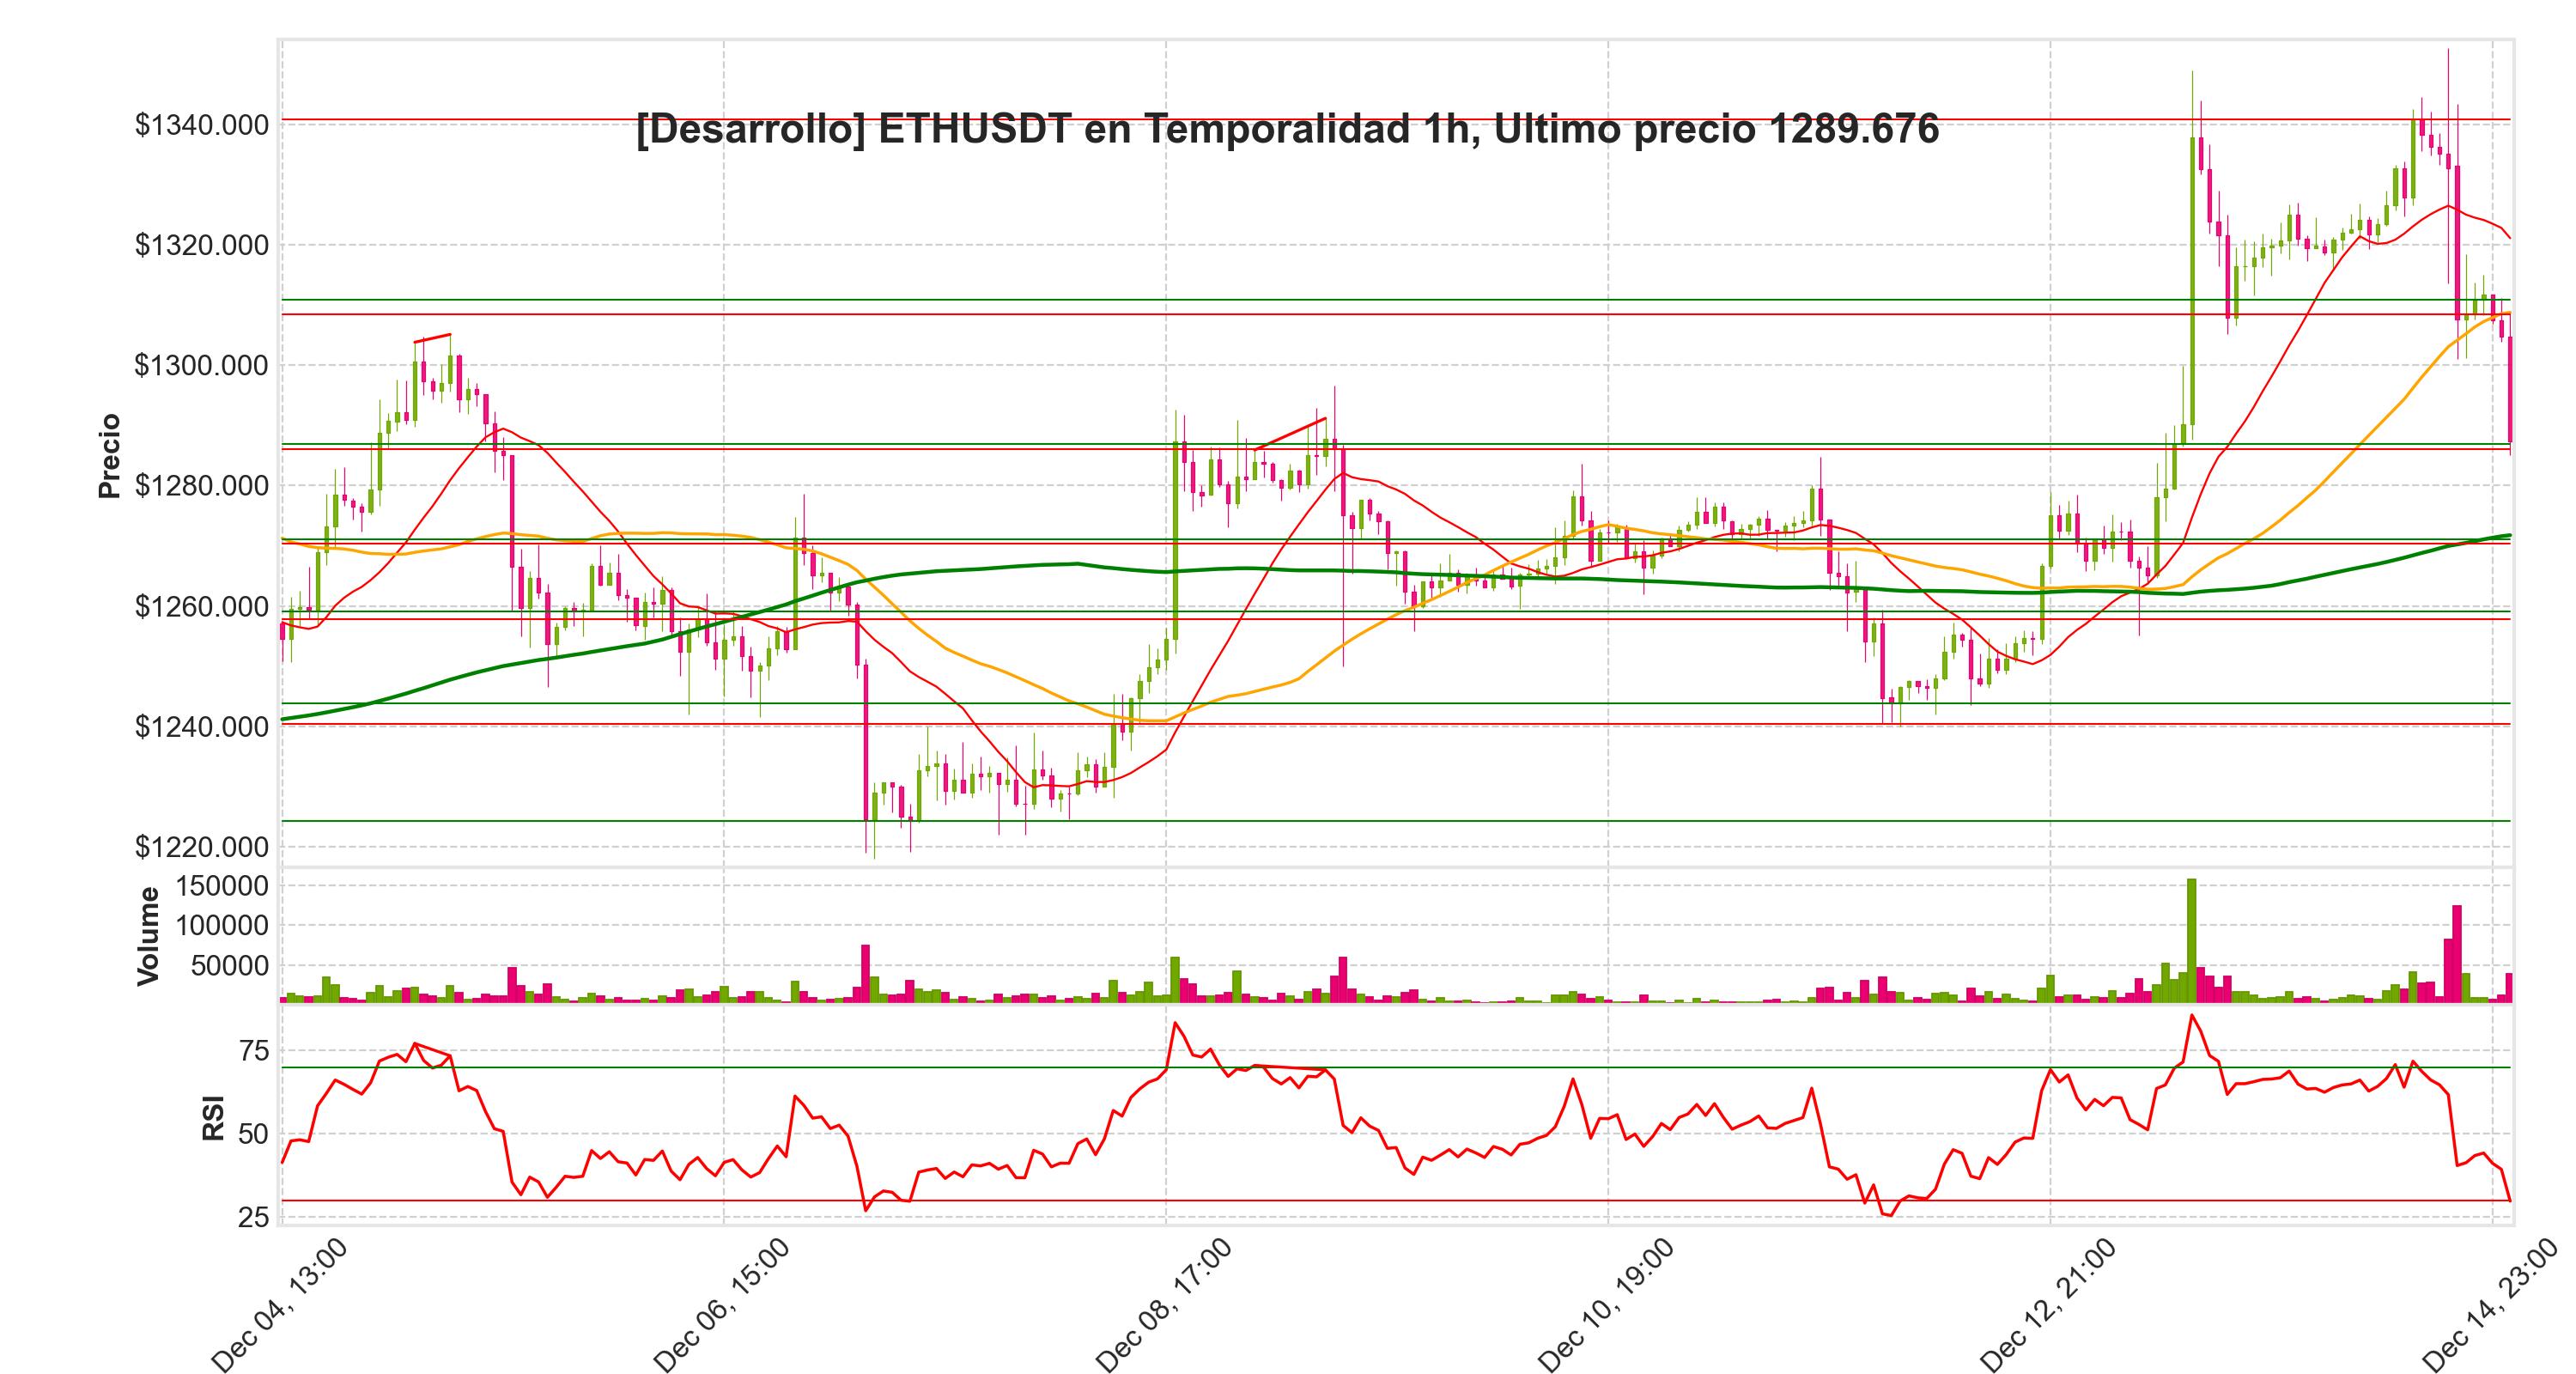 [Desarrollo] ETHUSDT en Temporalidad 1h, Ultimo precio 1289.676
Precio
$1340.000
$1320.000
$1300.000
$1280.000
$1260.000
$1240.000
$1220.000
Volume
150000
100000
50000
RSI
75
50
25
Dec 04, 13:00
Dec 06, 15:00
Dec 08, 17:00
Dec 10, 19:00
Dec 12, 21:00
Dec 14, 23:00